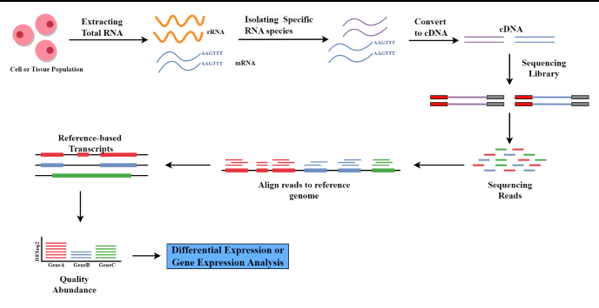 Extracting
Total RNA
Isolating Specific
RNA species
Convert
to cDNA
cDNA
rRNA
AAGTTT
AAGTTT
mRNA
AAGTTT
AAGTTT
Cell or Tissue Population
Sequencing
Library
Reference-based
Transcripts
Align reads to reference
genome
Sequencing
Reads
DESeq2
GeneA GeneB GeneC
Quality
Abundance
Differential Expression or
Gene Expression Analysis